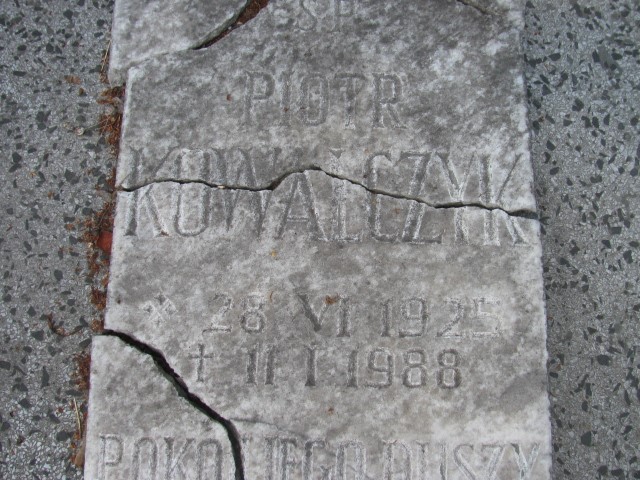 Ś.P.
PIOTR
KOWALCZYK
* 28 VI 1925
† 11 I 1988
POKÓJ JEGO DUSZY